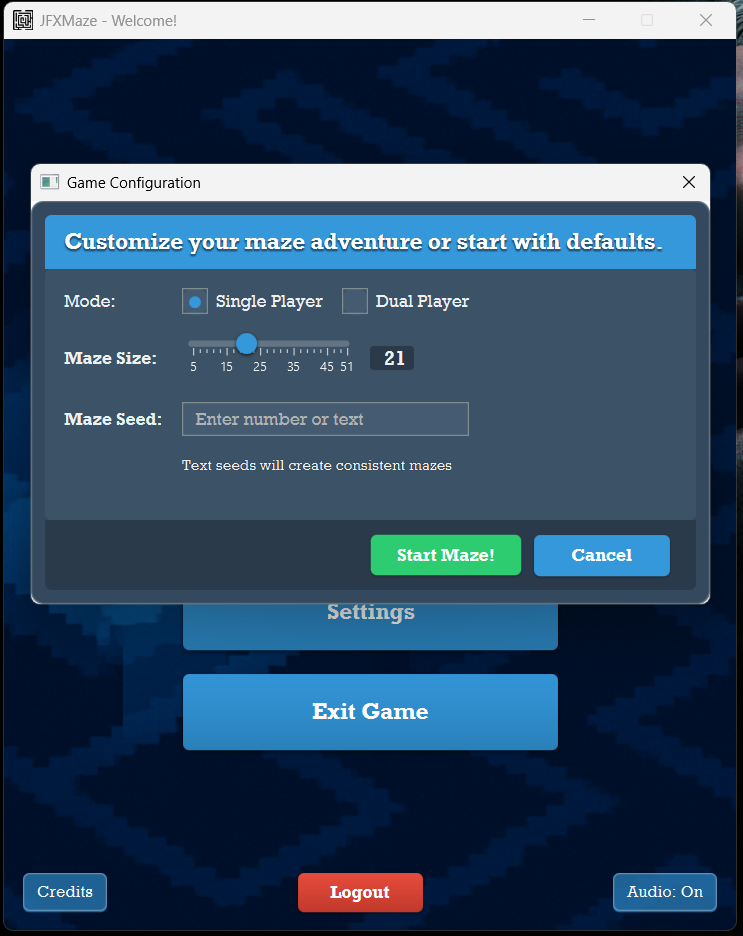 JFXMaze - Welcome!
Game Configuration
Customize your maze adventure or start with defaults.
Mode: Single Player Dual Player
Maze Size: 21
5 15 25 35 45 51
Maze Seed: Enter number or text
Text seeds will create consistent mazes
Start Maze! Cancel
Settings
Exit Game
Credits Logout Audio: On